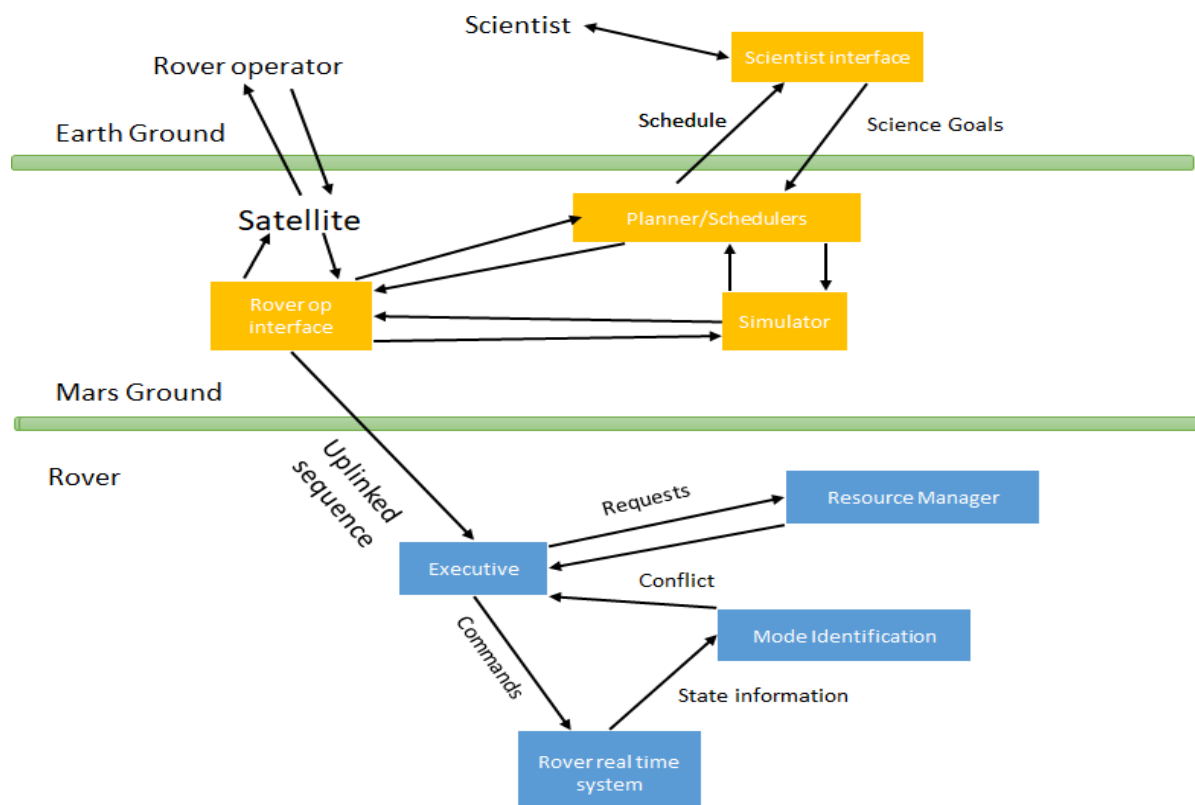 Scientist
Scientist interface
Rover operator
Schedule
Science Goals
Earth Ground
Satellite
Planner/Schedulers
Rover op
interface
Simulator
Mars Ground
Rover
Uplinked
sequence
Requests
Resource Manager
Executive
Conflict
Commands
Mode Identification
State information
Rover real time
system